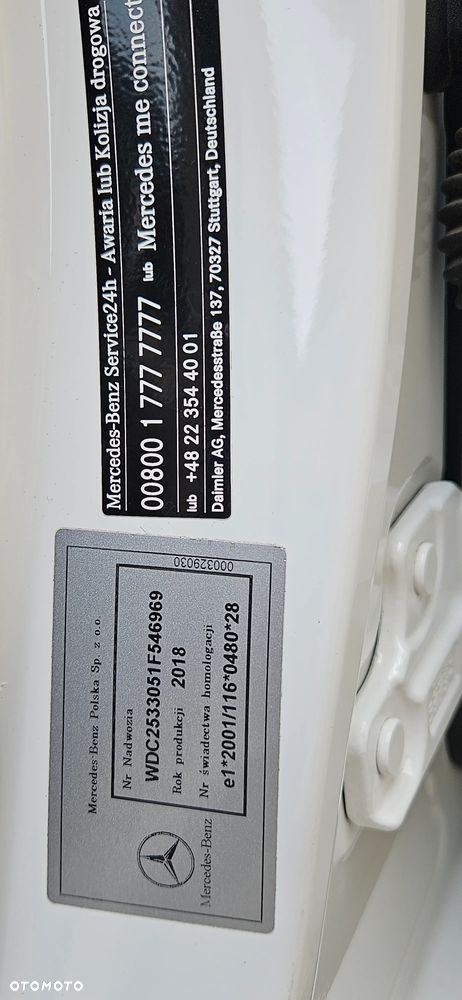 Mercedes-Benz Service24h - Awaria lub Kolizja drogowa
00800 1 777 7777 lub Mercedes me connect
lub +48 22 354 40 01
Daimler AG, Mercedesstraße 137, 70327 Stuttgart, Deutschland
Mercedes-Benz Polska Sp. z o.o.
000329030
Nr Nadwozia
WDC2533051F546969
Rok produkcji 2018
Nr świadectwa homologacji
e1*2001/116*0480*28
Mercedes-Benz
OTOMOTO